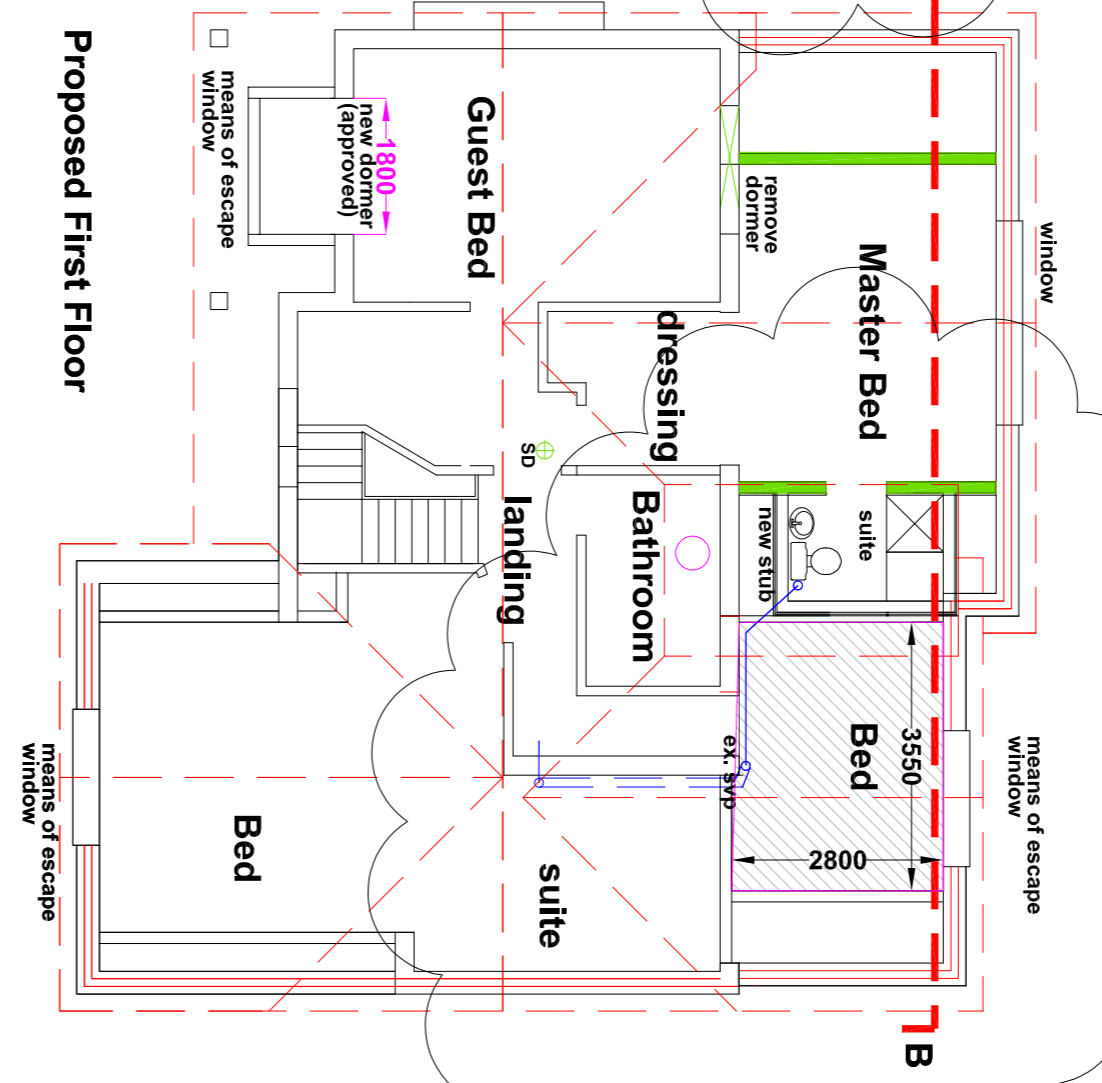 Proposed First Floor
means of escape
window
1800
new dormer
(approved)
Guest Bed
remove
dormer
Master Bed
window
dressing
SD
landing
Bathroom
new stub
suite
Bed
3550
2800
ex. svp
means of escape
window
suite
Bed
means of escape
window
B